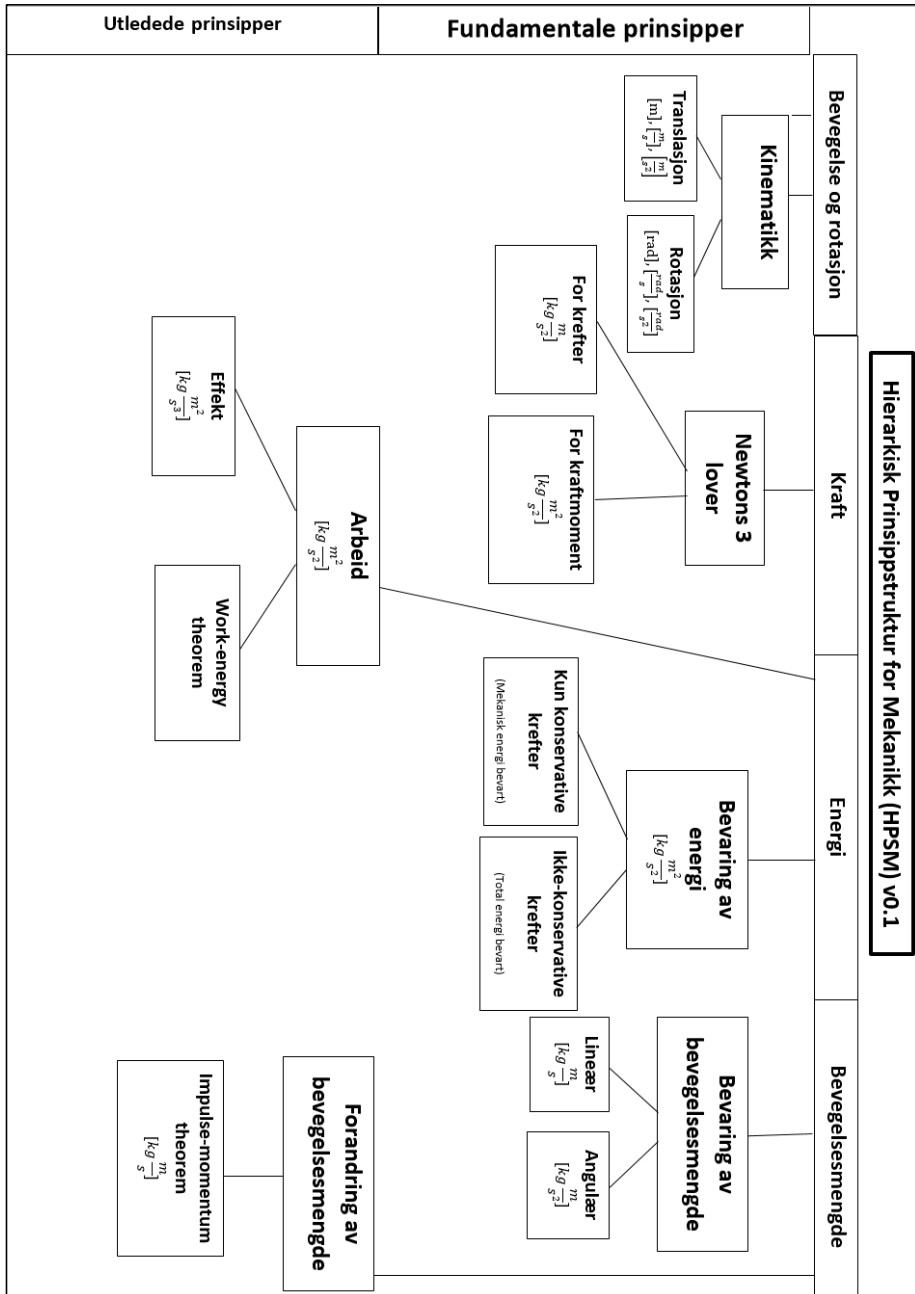 Hierarkisk Prinsippstruktur for Mekanikk (HPSM) v0.1
Bevegelse og rotasjon
Kraft
Energi
Bevegelsesmengde
Fundamentale prinsipper
Kinematikk
Translasjon
[m], [m/s], [m/s²]
Rotasjon
[rad], [rad/s], [rad/s²]
Newtons 3
lover
For krefter
[kg m/s²]
For kraftmoment
[kg m²/s²]
Bevaring av
energi
[kg m²/s²]
Kun konservative
krefter
(Mekanisk energi bevart)
Ikke-konservative
krefter
(Total energi bevart)
Bevaring av
bevegelsesmengde
Lineær
[kg m/s]
Angulær
[kg m/s²]
Utledede prinsipper
Arbeid
[kg m²/s²]
Effekt
[kg m²/s³]
Work-energy
theorem
Forandring av
bevegelsesmengde
Impulse-momentum
theorem
[kg m/s]